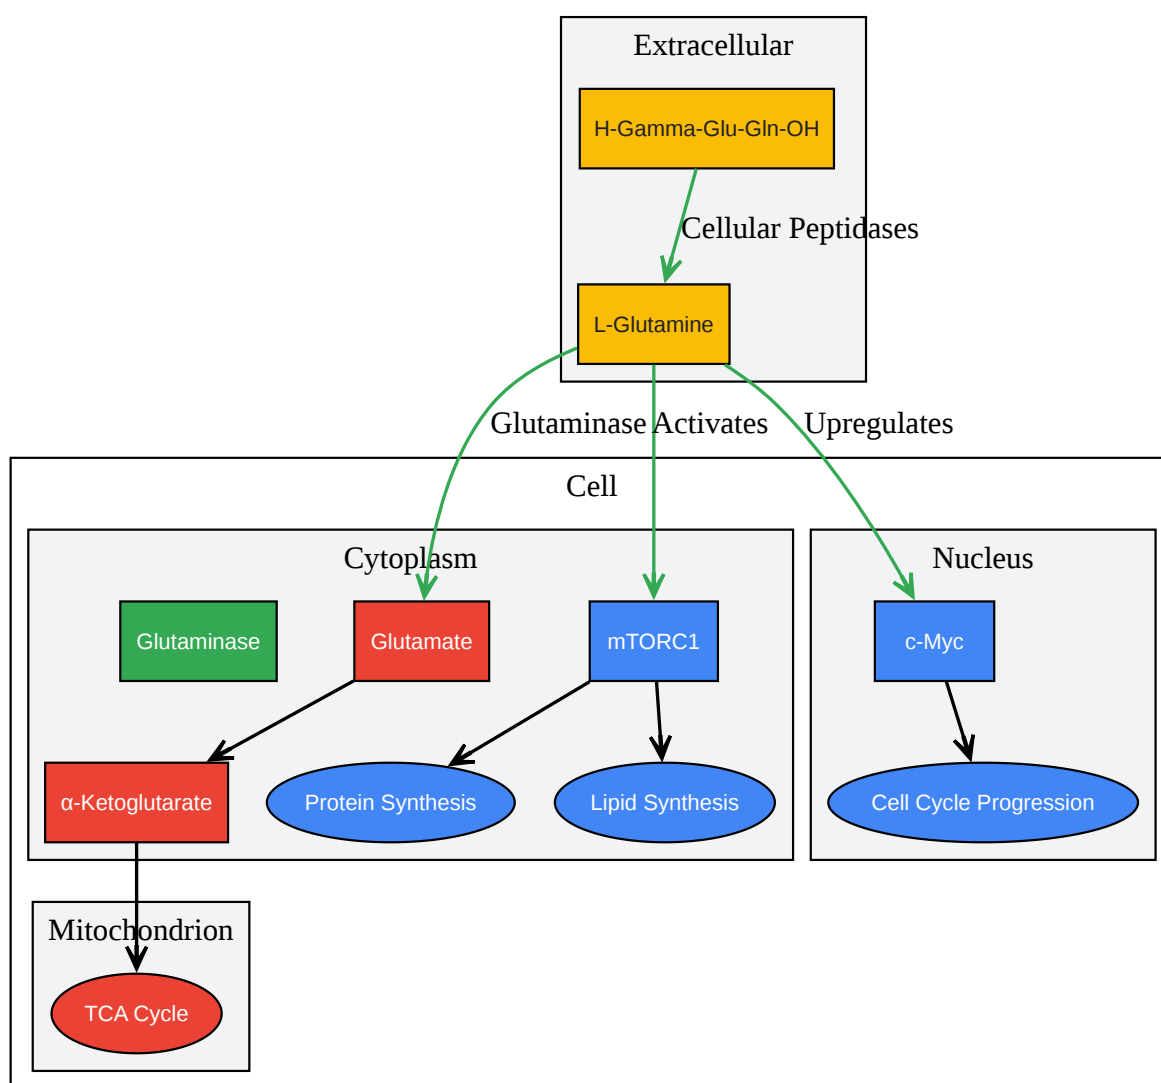 Extracellular
H-Gamma-Glu-Gln-OH
Cellular Peptidases
L-Glutamine
Glutaminase
Activates
Upregulates
Cell
Cytoplasm
Nucleus
Glutaminase
Glutamate
mTORC1
c-Myc
α-Ketoglutarate
Protein Synthesis
Lipid Synthesis
Cell Cycle Progression
Mitochondrion
TCA Cycle